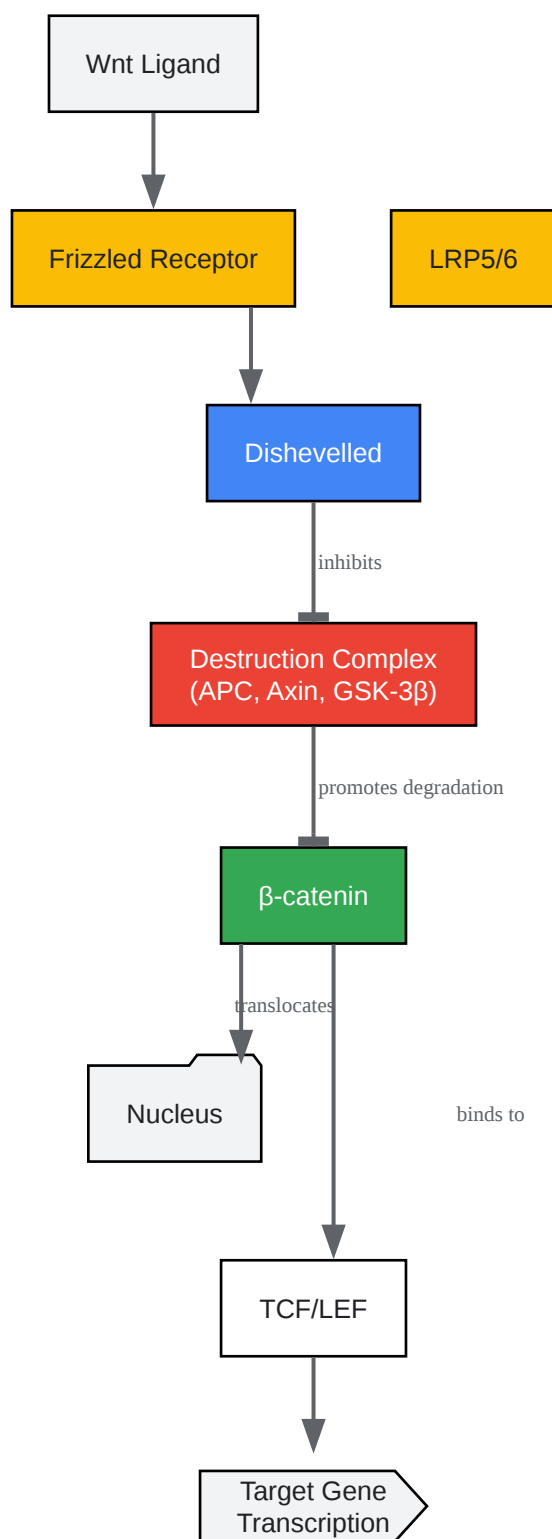 Wnt Ligand
Frizzled Receptor
LRP5/6
Dishevelled
inhibits
Destruction Complex
(APC, Axin, GSK-3β)
promotes degradation
β-catenin
translocates
Nucleus
binds to
TCF/LEF
Target Gene
Transcription